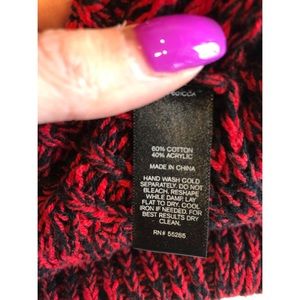 60% COTTON
40% ACRYLIC
MADE IN CHINA
HAND WASH COLD
SEPARATELY. DO NOT
BLEACH. RESHAPE
WHILE DAMP. LAY
FLAT TO DRY. COOL
IRON IF NEEDED. FOR
BEST RESULTS DRY
CLEAN.
RN# 55285